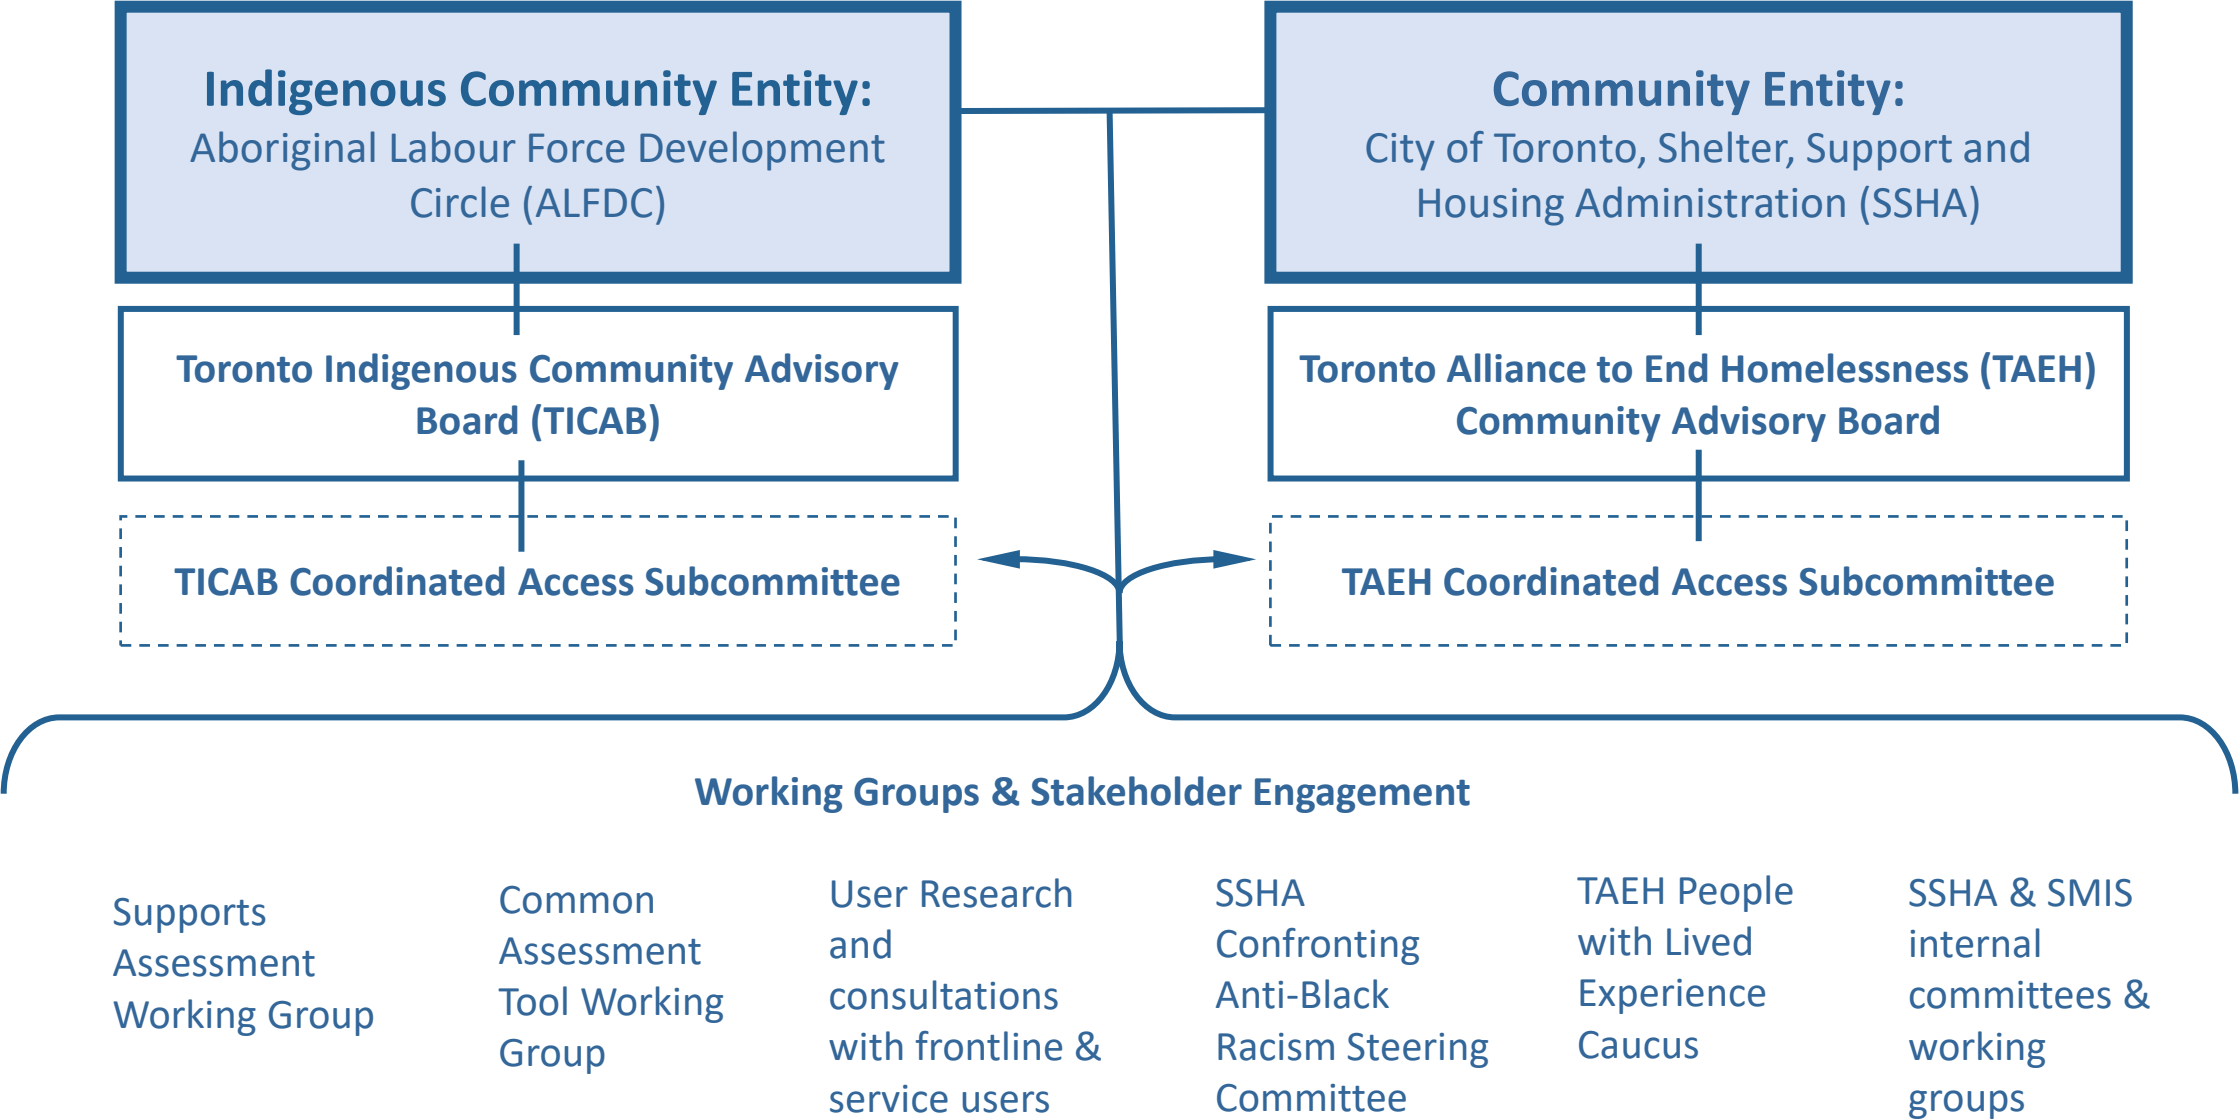 Indigenous Community Entity:
Aboriginal Labour Force Development
Circle (ALFDC)
Community Entity:
City of Toronto, Shelter, Support and
Housing Administration (SSHA)
Toronto Indigenous Community Advisory
Board (TICAB)
Toronto Alliance to End Homelessness (TAEH)
Community Advisory Board
TICAB Coordinated Access Subcommittee
TAEH Coordinated Access Subcommittee
Working Groups & Stakeholder Engagement
Supports
Assessment
Working Group
Common
Assessment
Tool Working
Group
User Research
and
consultations
with frontline &
service users
SSHA
Confronting
Anti-Black
Racism Steering
Committee
TAEH People
with Lived
Experience
Caucus
SSHA & SMIS
internal
committees &
working
groups